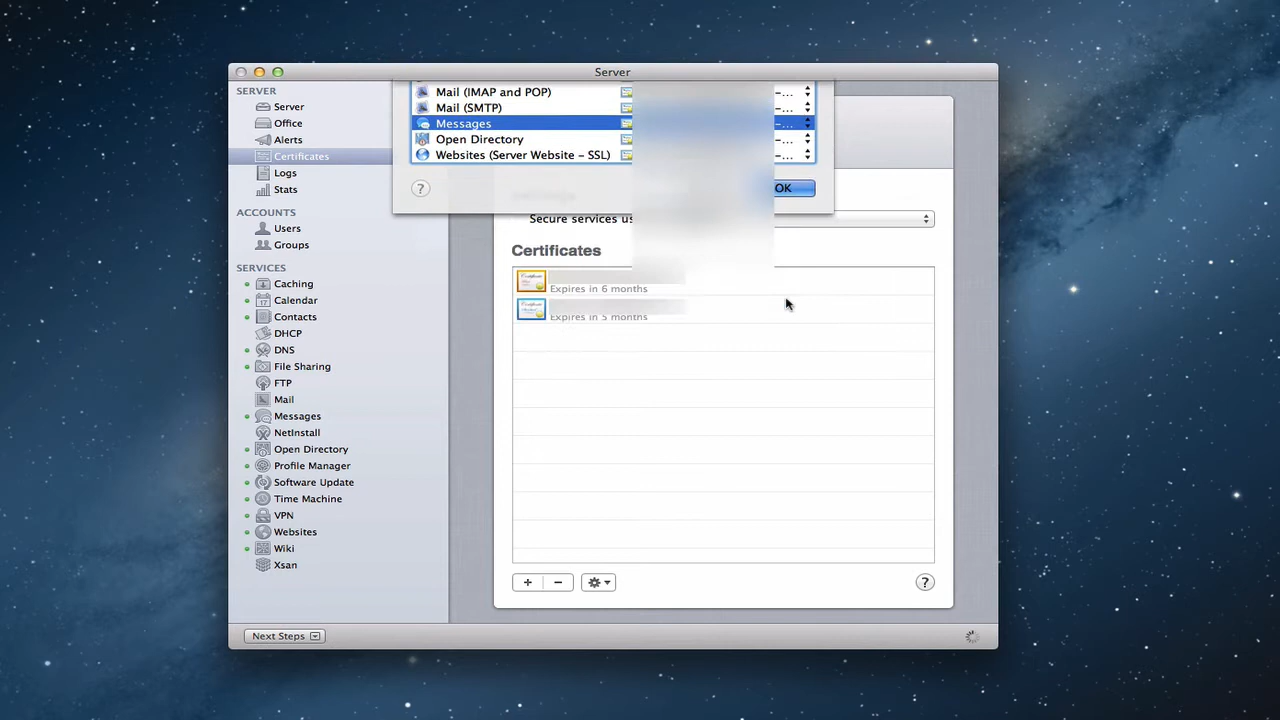 Server
SERVER
Server
Office
Alerts
Certificates
Logs
Stats
ACCOUNTS
Users
Groups
SERVICES
Caching
Calendar
Contacts
DHCP
DNS
File Sharing
FTP
Mail
Messages
NetInstall
Open Directory
Profile Manager
Software Update
Time Machine
VPN
Websites
Wiki
Xsan
Next Steps
Mail (IMAP and POP) –...
Mail (SMTP) –...
Messages –...
Open Directory –...
Websites (Server Website – SSL) –...
? OK
Secure services us
Certificates
Expires in 6 months
Expires in 5 months
+ −
?